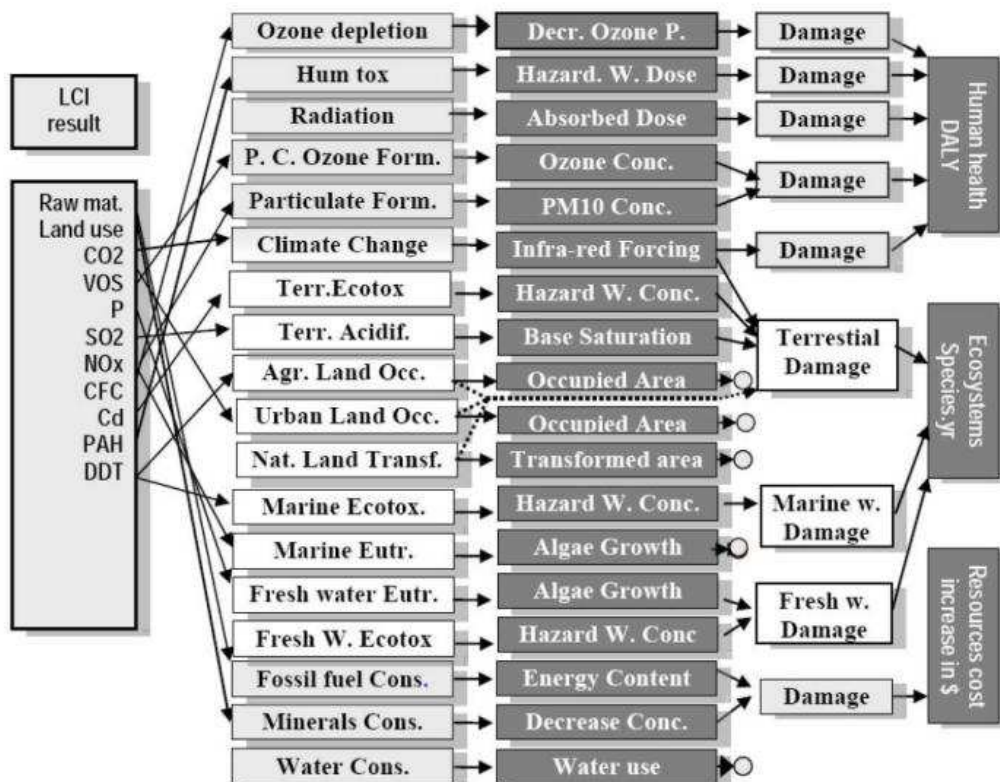 LCI
result
Raw mat.
Land use
CO2
VOS
P
SO2
NOx
CFC
Cd
PAH
DDT
Ozone depletion
Hum tox
Radiation
P. C. Ozone Form.
Particulate Form.
Climate Change
Terr.Ecotox
Terr. Acidif.
Agr. Land Occ.
Urban Land Occ.
Nat. Land Transf.
Marine Ecotox.
Marine Eutr.
Fresh water Eutr.
Fresh W. Ecotox
Fossil fuel Cons.
Minerals Cons.
Water Cons.
Decr. Ozone P.
Hazard. W. Dose
Absorbed Dose
Ozone Conc.
PM10 Conc.
Infra-red Forcing
Hazard W. Conc.
Base Saturation
Occupied Area
Occupied Area
Transformed area
Hazard W. Conc.
Algae Growth
Algae Growth
Hazard W. Conc
Energy Content
Decrease Conc.
Water use
Damage
Damage
Damage
Damage
Damage
Terrestial
Damage
Marine w.
Damage
Fresh w.
Damage
Damage
Human health
DALY
Ecosystems
Species.yr
Resources cost
increase in $